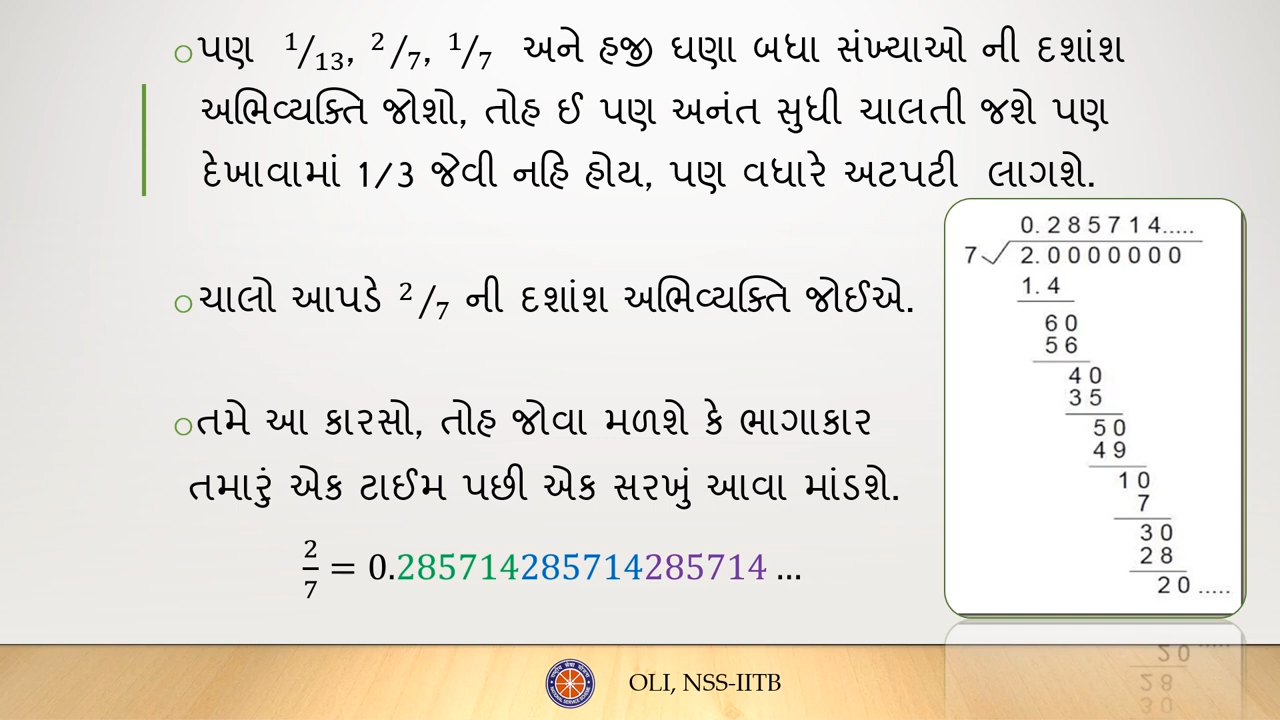 પણ 1/13, 2/7, 1/7 અને હજી ઘણા બધા સંખ્યાઓ ની દશાંશ
અભિવ્યક્તિ જોશો, તોહ ઈ પણ અનંત સુધી ચાલતી જશે પણ
દેખાવામાં 1/3 જેવી નહિ હોય, પણ વધારે અટપટી લાગશે.
ચાલો આપડે 2/7 ની દશાંશ અભિવ્યક્તિ જોઈએ.
તમે આ કારસો, તોહ જોવા મળશે કે ભાગાકાર
તમારું એક ટાઈમ પછી એક સરખું આવા માંડશે.
2/7 = 0.285714285714285714 ...
0.285714.....
7√2.0000000
1.4
60
56
40
35
50
49
10
7
30
28
20 .....
OLI, NSS-IITB